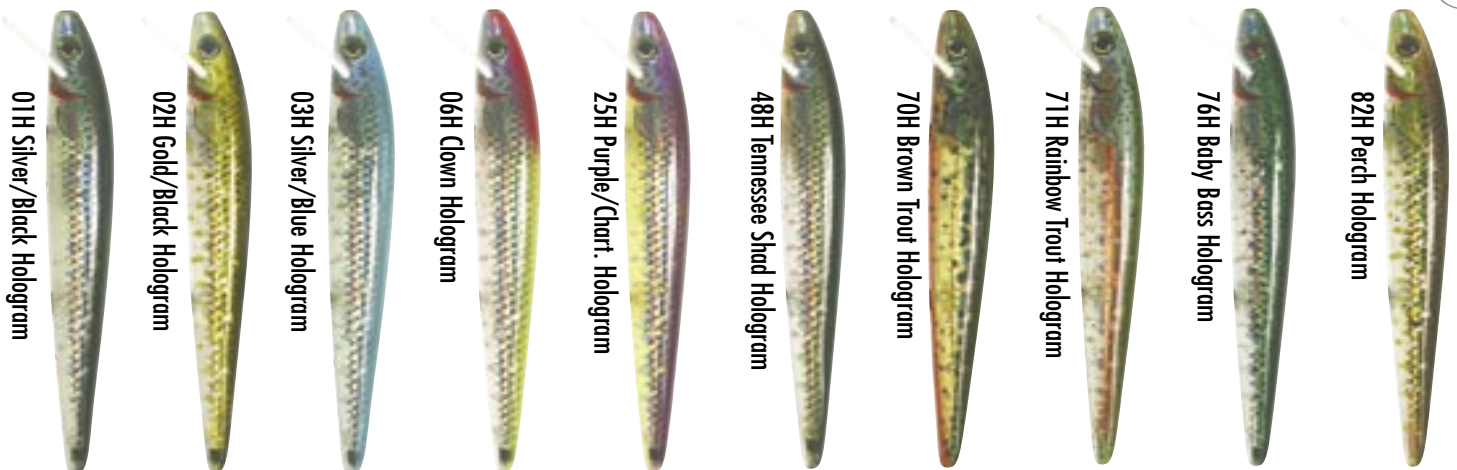 01H Silver/Black Hologram
02H Gold/Black Hologram
03H Silver/Blue Hologram
06H Clown Hologram
25H Purple/Chart. Hologram
48H Tennessee Shad Hologram
70H Brown Trout Hologram
71H Rainbow Trout Hologram
76H Baby Bass Hologram
82H Perch Hologram